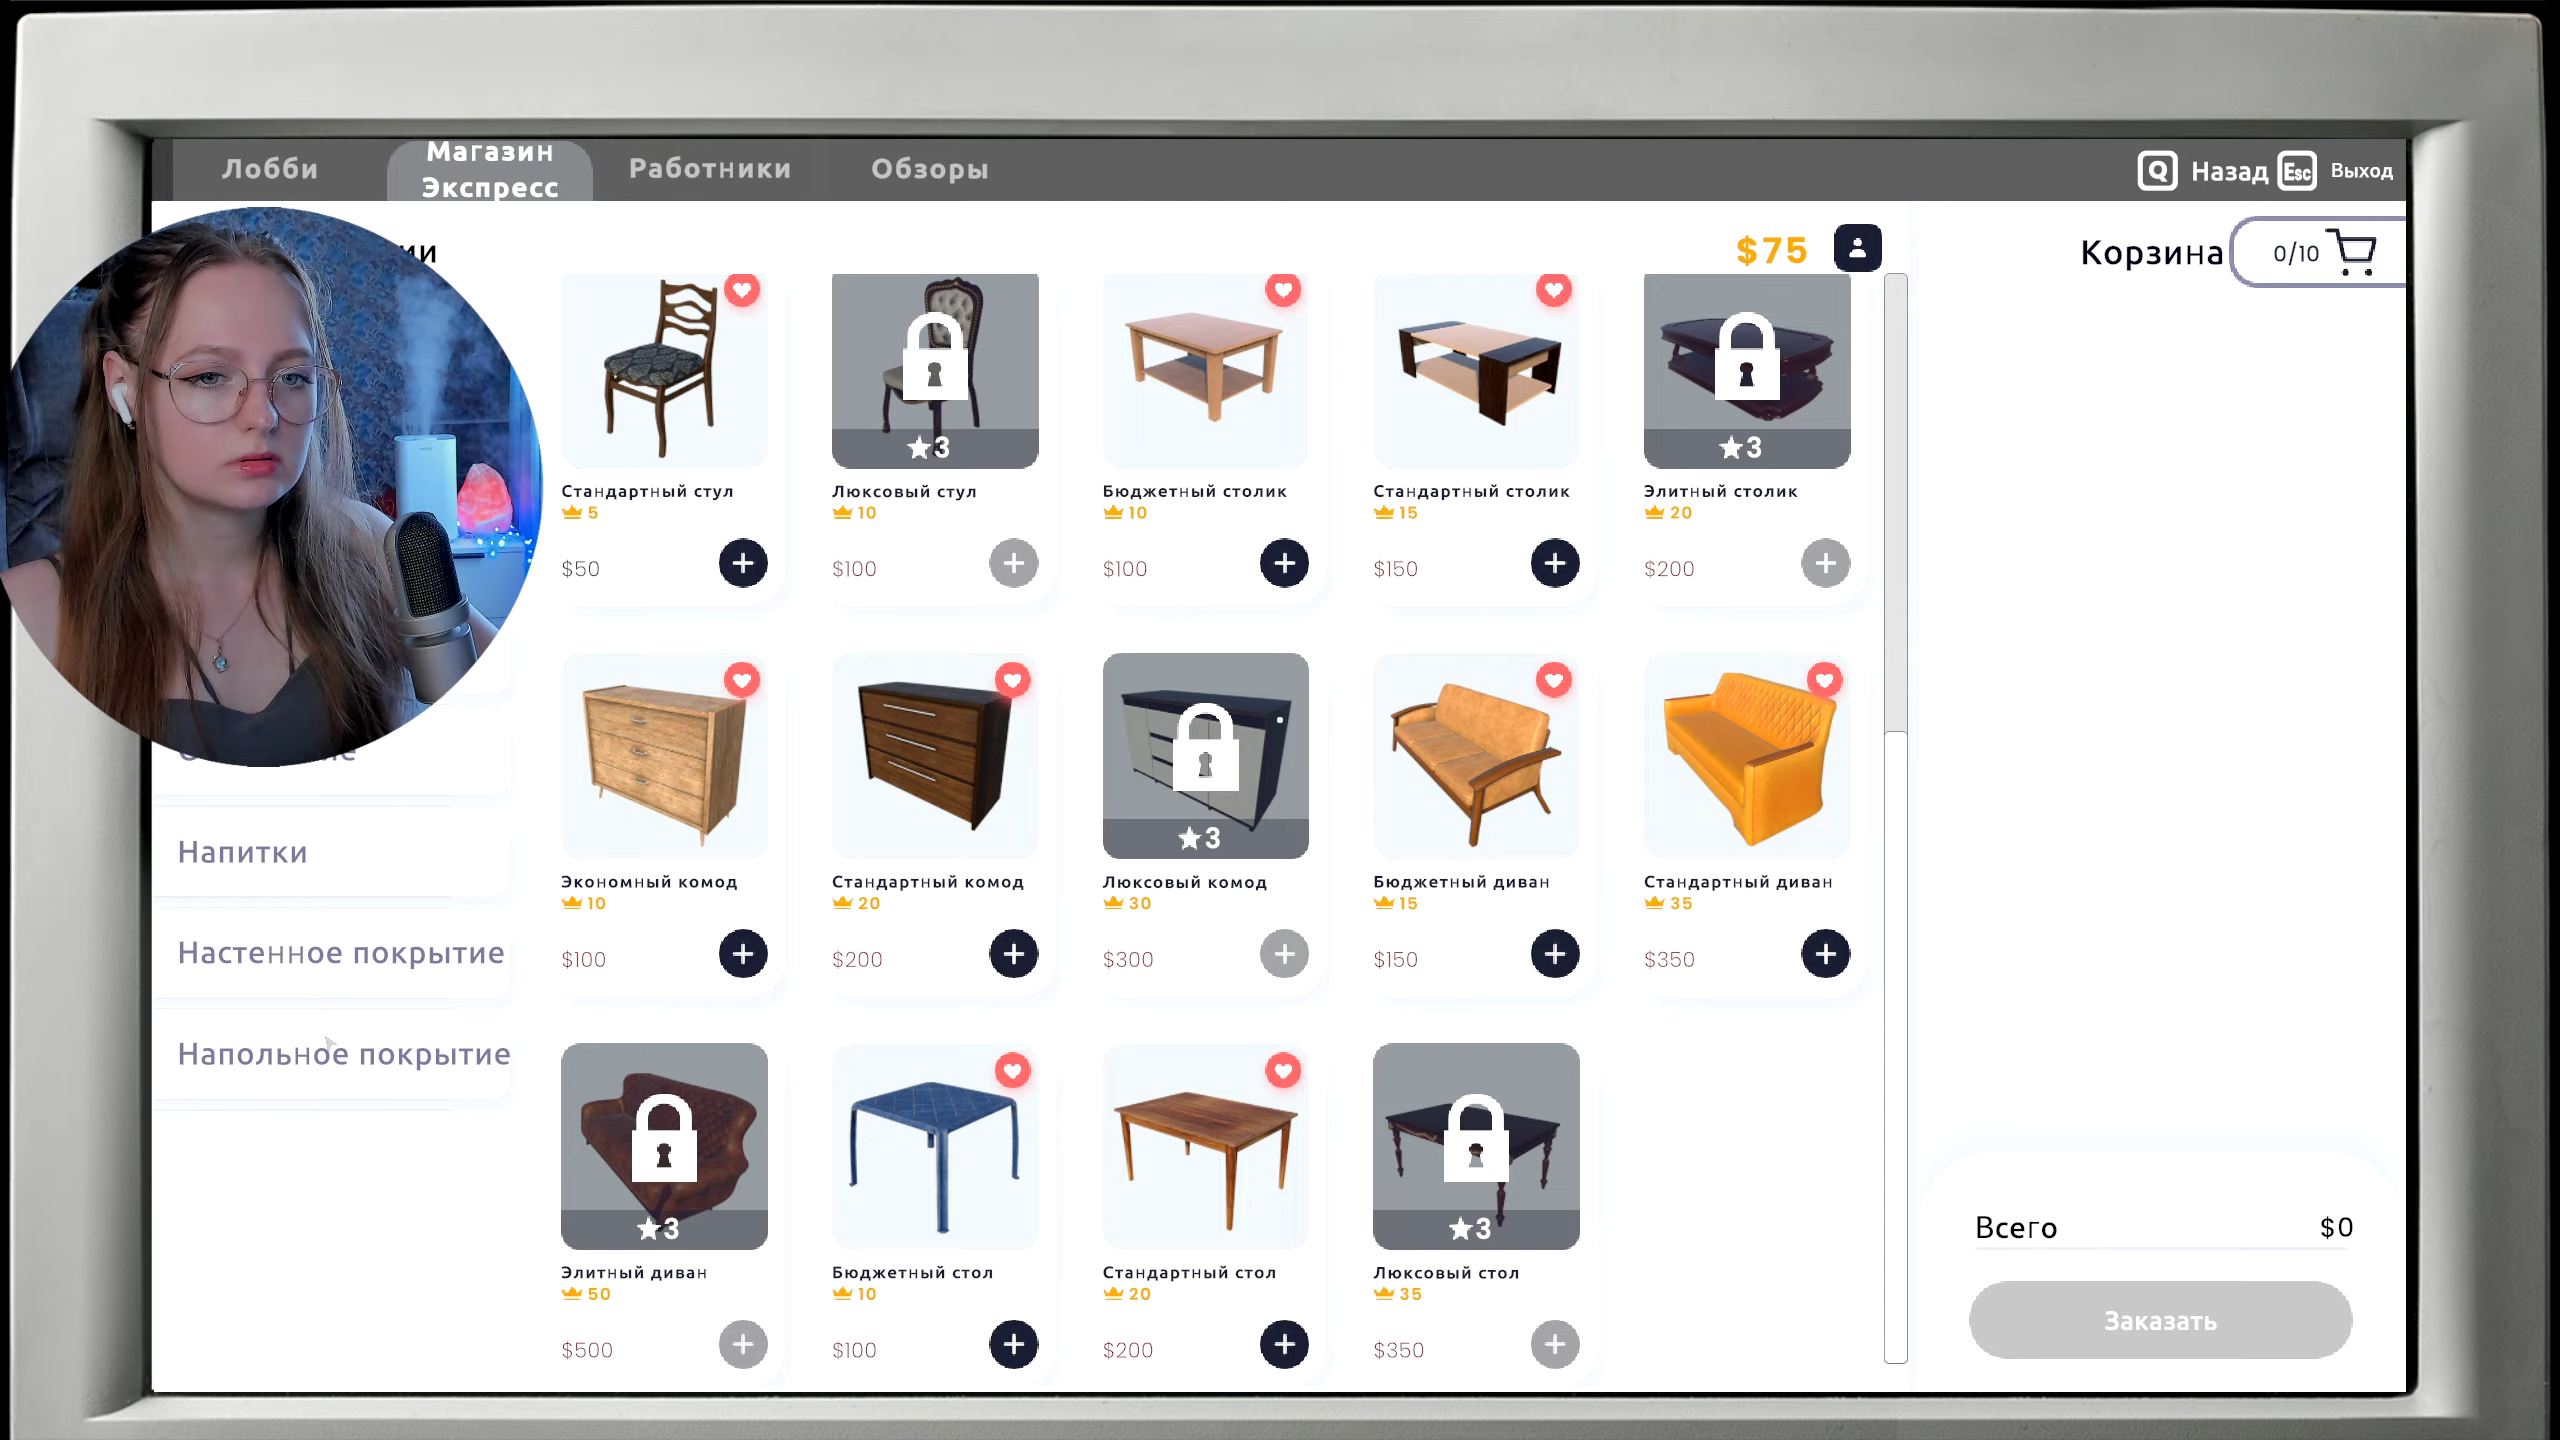 Лобби
Магазин
Экспресс
Работники
Обзоры
Q Назад Esc Выход
$75
Корзина 0/10
★3
★3
Стандартный стул
5
$50
Люксовый стул
10
$100
Бюджетный столик
10
$100
Стандартный столик
15
$150
Элитный столик
20
$200
★3
Экономный комод
10
$100
Стандартный комод
20
$200
Люксовый комод
30
$300
Бюджетный диван
15
$150
Стандартный диван
35
$350
★3
★3
Элитный диван
50
$500
Бюджетный стол
10
$100
Стандартный стол
20
$200
Люксовый стол
35
$350
Напитки
Настенное покрытие
Напольное покрытие
Всего $0
Заказать